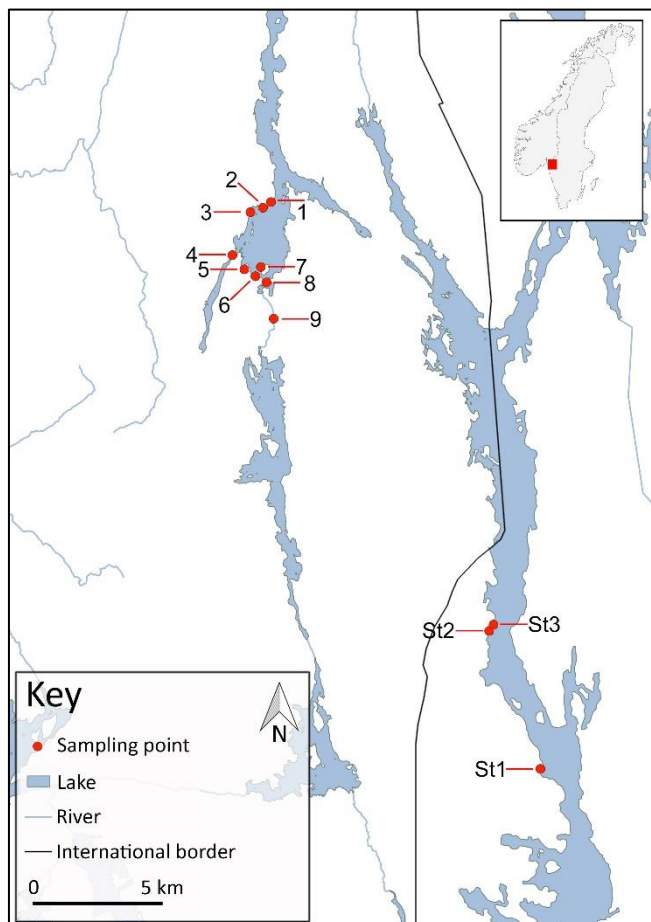 2
3
1
4
5
7
6
8
9
St2
St3
St1
Key
N
Sampling point
Lake
River
International border
0 5 km